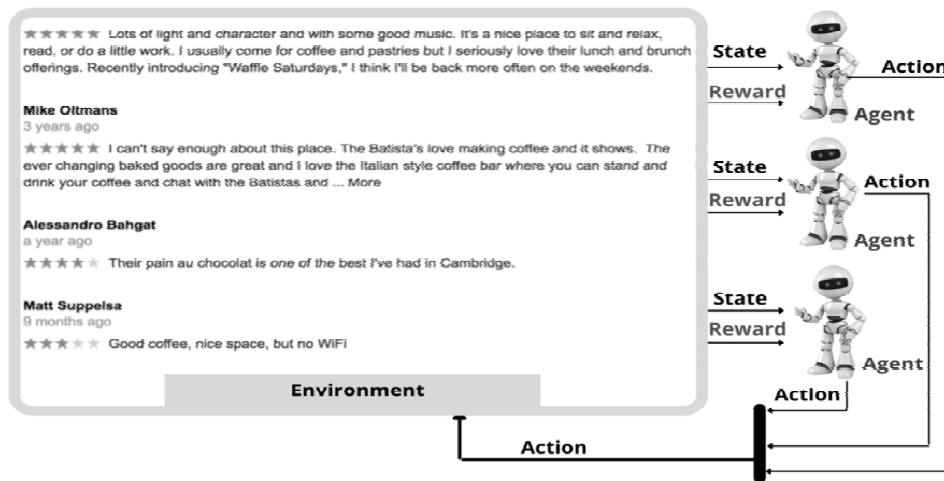 ★★★★★ Lots of light and character and with some good music. It's a nice place to sit and relax,
read, or do a little work. I usually come for coffee and pastries but I seriously love their lunch and brunch
offerings. Recently introducing "Waffle Saturdays," I think I'll be back more often on the weekends.
Mike Oltmans
3 years ago
★★★★★ I can't say enough about this place. The Batista's love making coffee and it shows. The
ever changing baked goods are great and I love the Italian style coffee bar where you can stand and
drink your coffee and chat with the Batistas and ... More
Alessandro Bahgat
a year ago
★★★★★ Their pain au chocolat is one of the best I've had in Cambridge.
Matt Suppelsa
9 months ago
★★★★★ Good coffee, nice space, but no WiFi
Environment
State
Reward
Agent
Action
State
Reward
Agent
Action
State
Reward
Agent
Action
Action